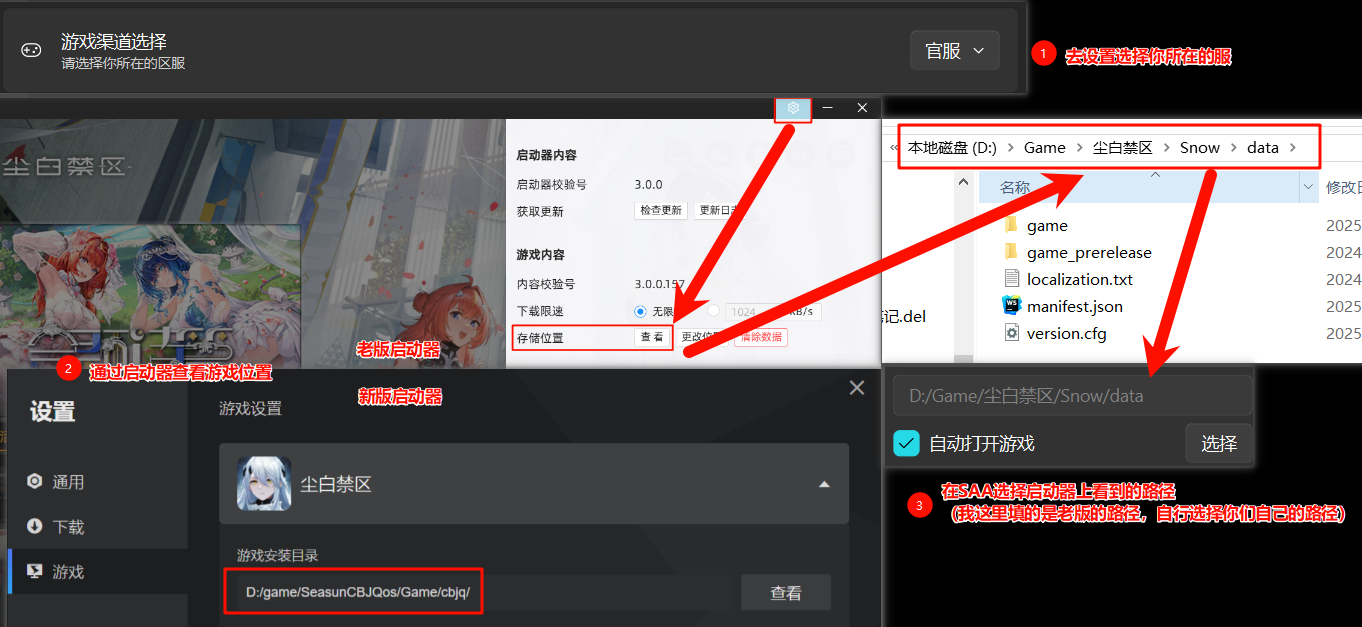 游戏渠道选择
请选择你所在的区服
官服
1
去设置选择你所在的服
尘白禁区
启动器内容
启动器校验号
3.0.0
获取更新
检查更新
更新日志
游戏内容
内容校验号
3.0.0.157
下载限速
无限
1024
KB/s
存储位置
查看
更改位
清除数据
老版启动器
2
通过启动器查看游戏位置
新版启动器
« 本地磁盘 (D:) > Game > 尘白禁区 > Snow > data >
名称
修改日
game
2025
game_prerelease
2024
localization.txt
2024
manifest.json
2025
version.cfg
2025
记.del
设置
通用
下载
游戏
游戏设置
尘白禁区
游戏安装目录
D:/game/SeasunCBJQos/Game/cbjq/
查看
D:/Game/尘白禁区/Snow/data
自动打开游戏
选择
3
在SAA选择启动器上看到的路径
（我这里填的是老版的路径，自行选择你们自己的路径）